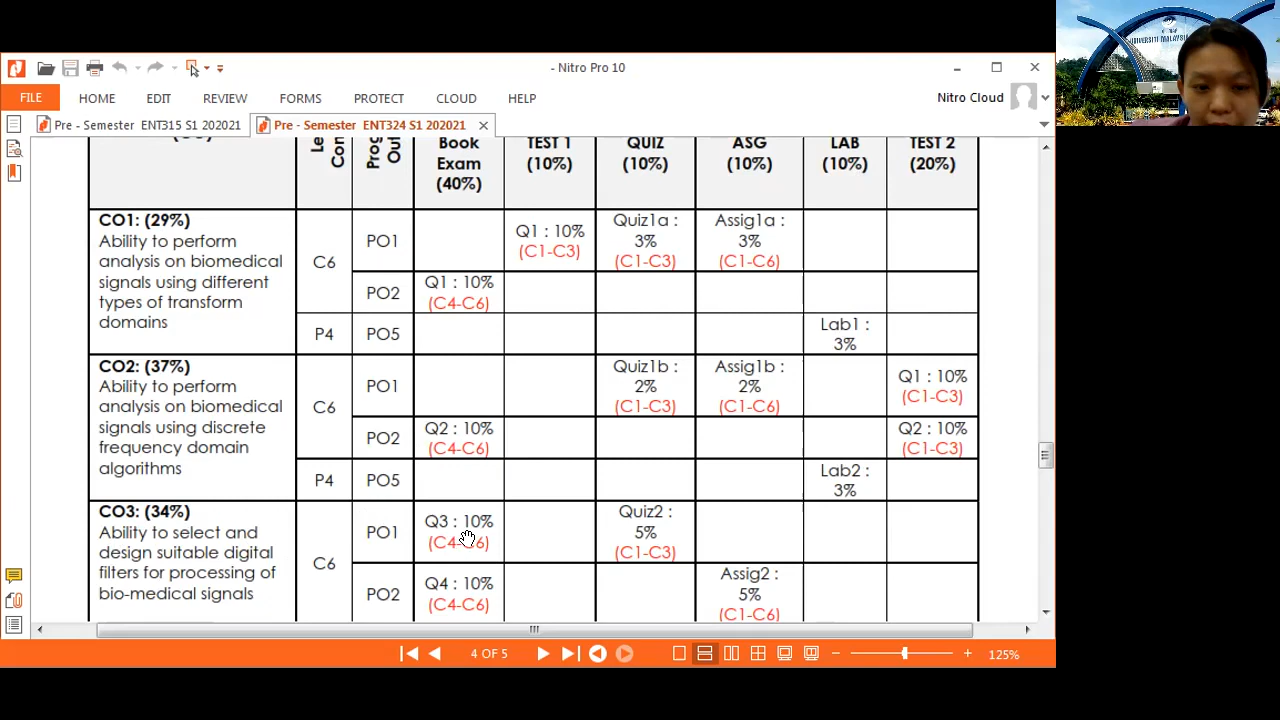 UNIVERSITI MALAYSIA
- Nitro Pro 10
FILE HOME EDIT REVIEW FORMS PROTECT CLOUD HELP
Nitro Cloud
Pre - Semester ENT315 S1 202021
Pre - Semester ENT324 S1 202021
Book Exam (40%)
TEST 1 (10%)
QUIZ (10%)
ASG (10%)
LAB (10%)
TEST 2 (20%)
CO1: (29%)
Ability to perform
analysis on biomedical
signals using different
types of transform
domains
C6
PO1
Q1 : 10%
(C1-C3)
Quiz1a :
3%
(C1-C3)
Assig1a :
3%
(C1-C6)
PO2
Q1 : 10%
(C4-C6)
P4
PO5
Lab1 :
3%
CO2: (37%)
Ability to perform
analysis on biomedical
signals using discrete
frequency domain
algorithms
C6
PO1
Quiz1b :
2%
(C1-C3)
Assig1b :
2%
(C1-C6)
Q1 : 10%
(C1-C3)
PO2
Q2 : 10%
(C4-C6)
Q2 : 10%
(C1-C3)
P4
PO5
Lab2 :
3%
CO3: (34%)
Ability to select and
design suitable digital
filters for processing of
bio-medical signals
C6
PO1
Q3 : 10%
(C4-C6)
Quiz2 :
5%
(C1-C3)
PO2
Q4 : 10%
(C4-C6)
Assig2 :
5%
(C1-C6)
4 OF 5
125%